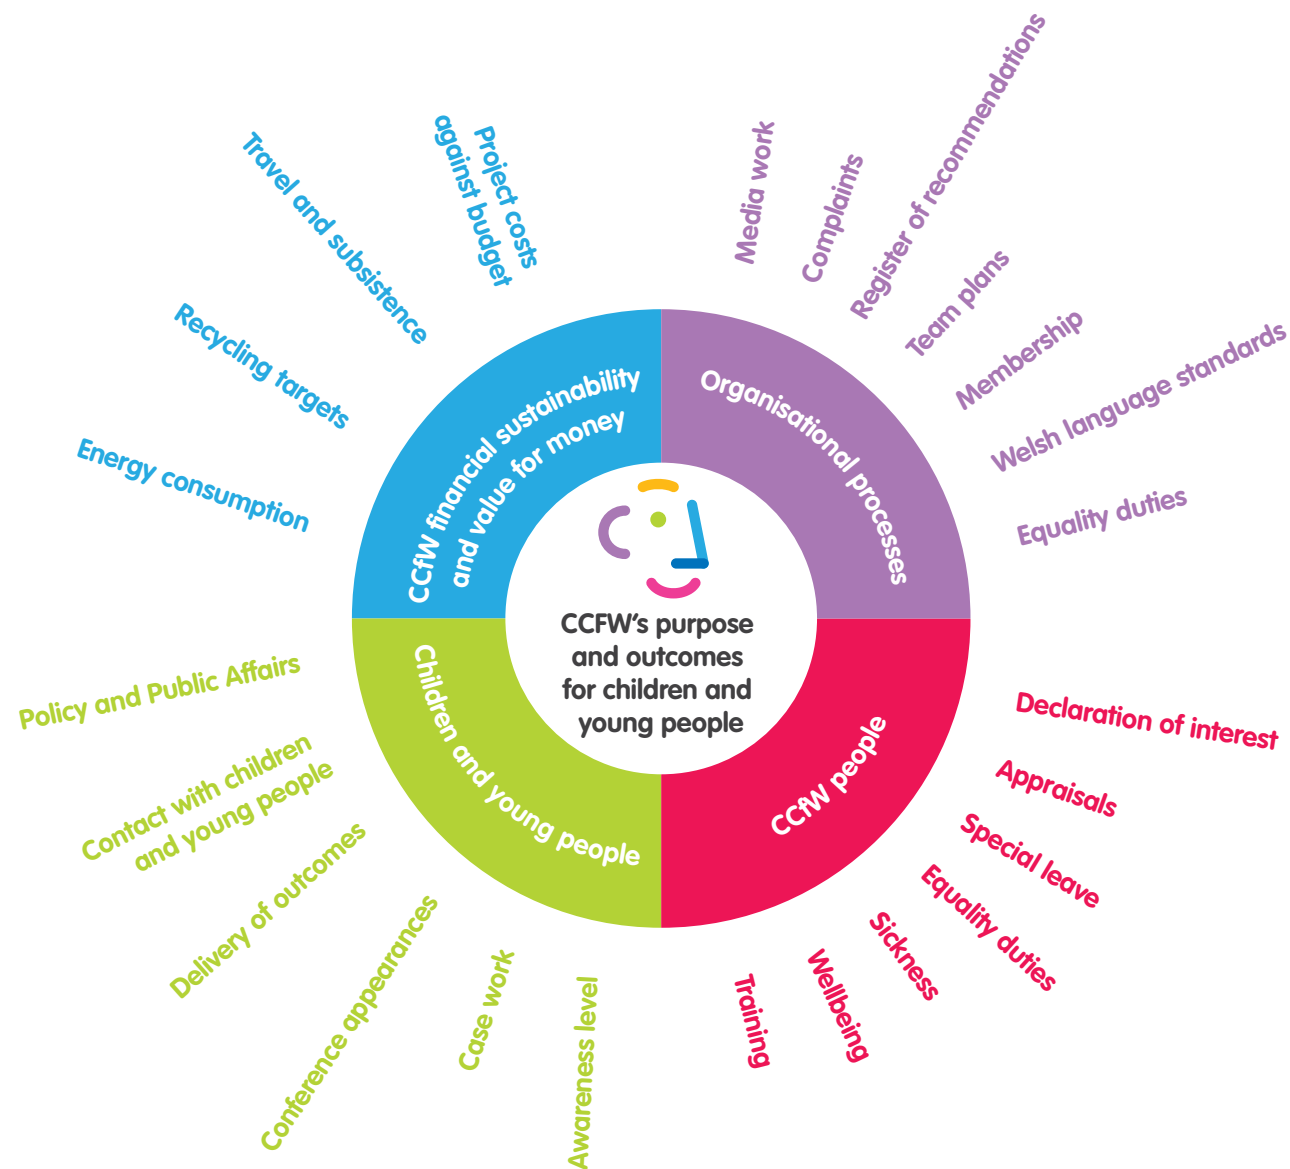 Project costs
against budget
Travel and subsistence
Recycling targets
Energy consumption
CCfW financial sustainability
and value for money
Media work
Complaints
Register of recommendations
Team plans
Membership
Welsh language standards
Equality duties
Organisational processes
CCFW's purpose
and outcomes
for children and
young people
Policy and Public Affairs
Contact with children
and young people
Delivery of outcomes
Conference appearances
Case work
Awareness level
Children and young people
Declaration of interest
Appraisals
Special leave
Equality duties
Sickness
Wellbeing
Training
CCfW people